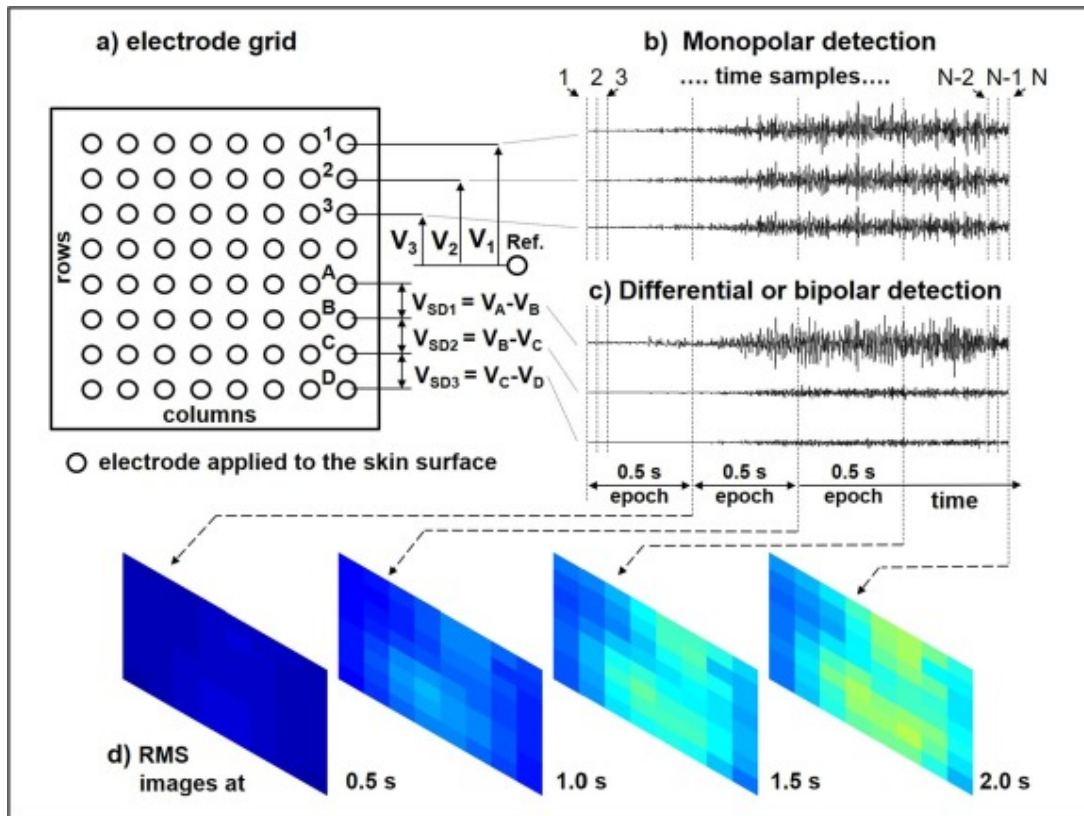 a) electrode grid
rows
columns
1
2
3
A
B
C
D
V3
V2
V1
Ref.
VSD1 = VA-VB
VSD2 = VB-VC
VSD3 = VC-VD
electrode applied to the skin surface
b) Monopolar detection
1 2 3 .... time samples.... N-2 N-1 N
c) Differential or bipolar detection
0.5 s
epoch
0.5 s
epoch
0.5 s
epoch
time
d) RMS
images at
0.5 s
1.0 s
1.5 s
2.0 s